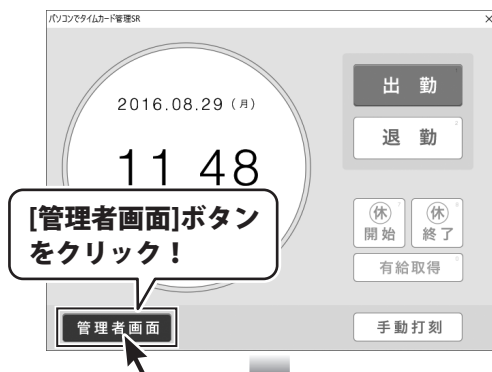 パソコンでタイムカード管理SR
×
2016.08.29(月)
11 48
出 勤
退 勤
[管理者画面]ボタン
をクリック！
休
開始
休
終了
有給取得
管理者画面
手動打刻